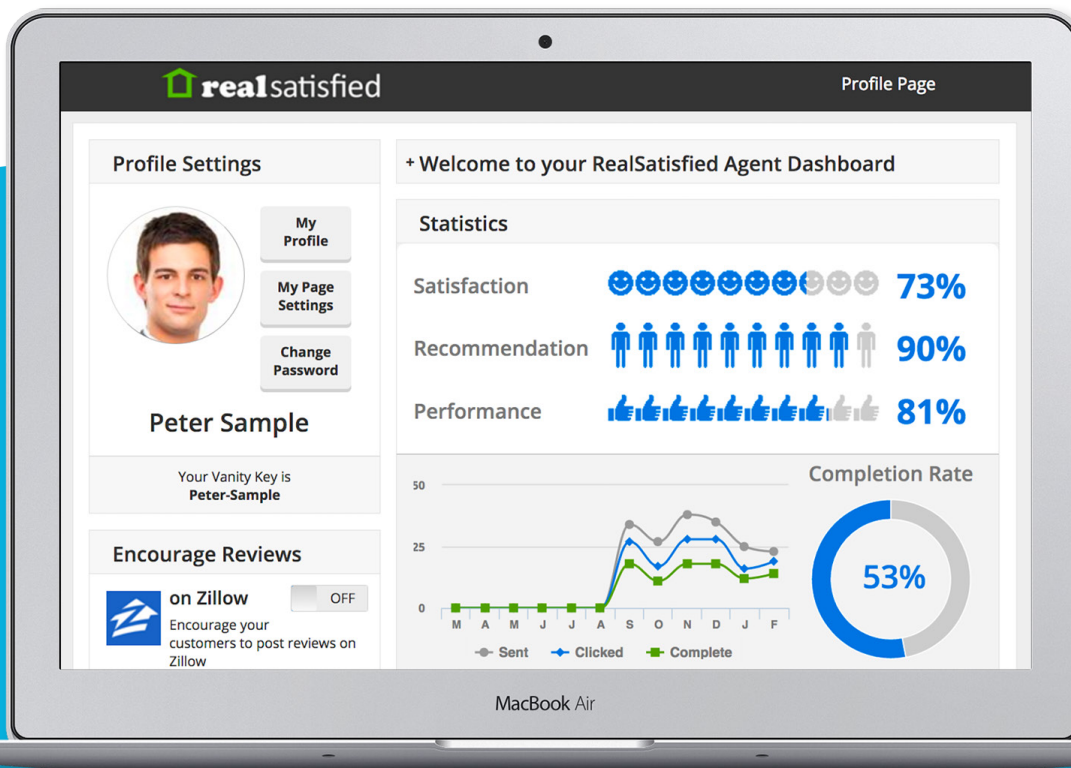 realsatisfied
Profile Page
Profile Settings
My
Profile
My Page
Settings
Change
Password
Peter Sample
Your Vanity Key is
Peter-Sample
Encourage Reviews
on Zillow
OFF
Encourage your
customers to post reviews on
Zillow
+ Welcome to your RealSatisfied Agent Dashboard
Statistics
Satisfaction 73%
Recommendation 90%
Performance 81%
50
25
0
M A M J J A S O N D J F
Sent Clicked Complete
Completion Rate
53%
MacBook Air